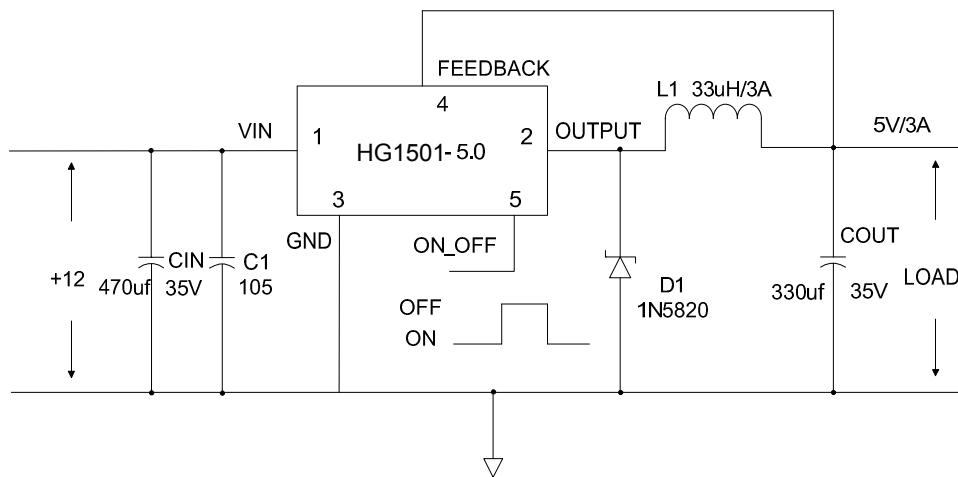 FEEDBACK
L1 33uH/3A
4
VIN
1
2
OUTPUT
5V/3A
HG1501-5.0
3
5
GND
ON_OFF
COUT
CIN
C1
+12
470uf
35V
105
D1
1N5820
330uf
35V
LOAD
OFF
ON